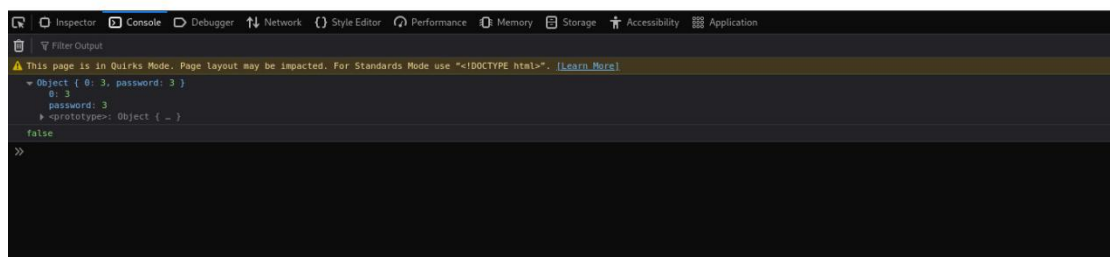 Inspector Console Debugger Network Style Editor Performance Memory Storage Accessibility Application
Filter Output
This page is in Quirks Mode. Page layout may be impacted. For Standards Mode use “<!DOCTYPE html>”. [Learn More]
Object { 0: 3, password: 3 }
0: 3
password: 3
<prototype>: Object { … }
false